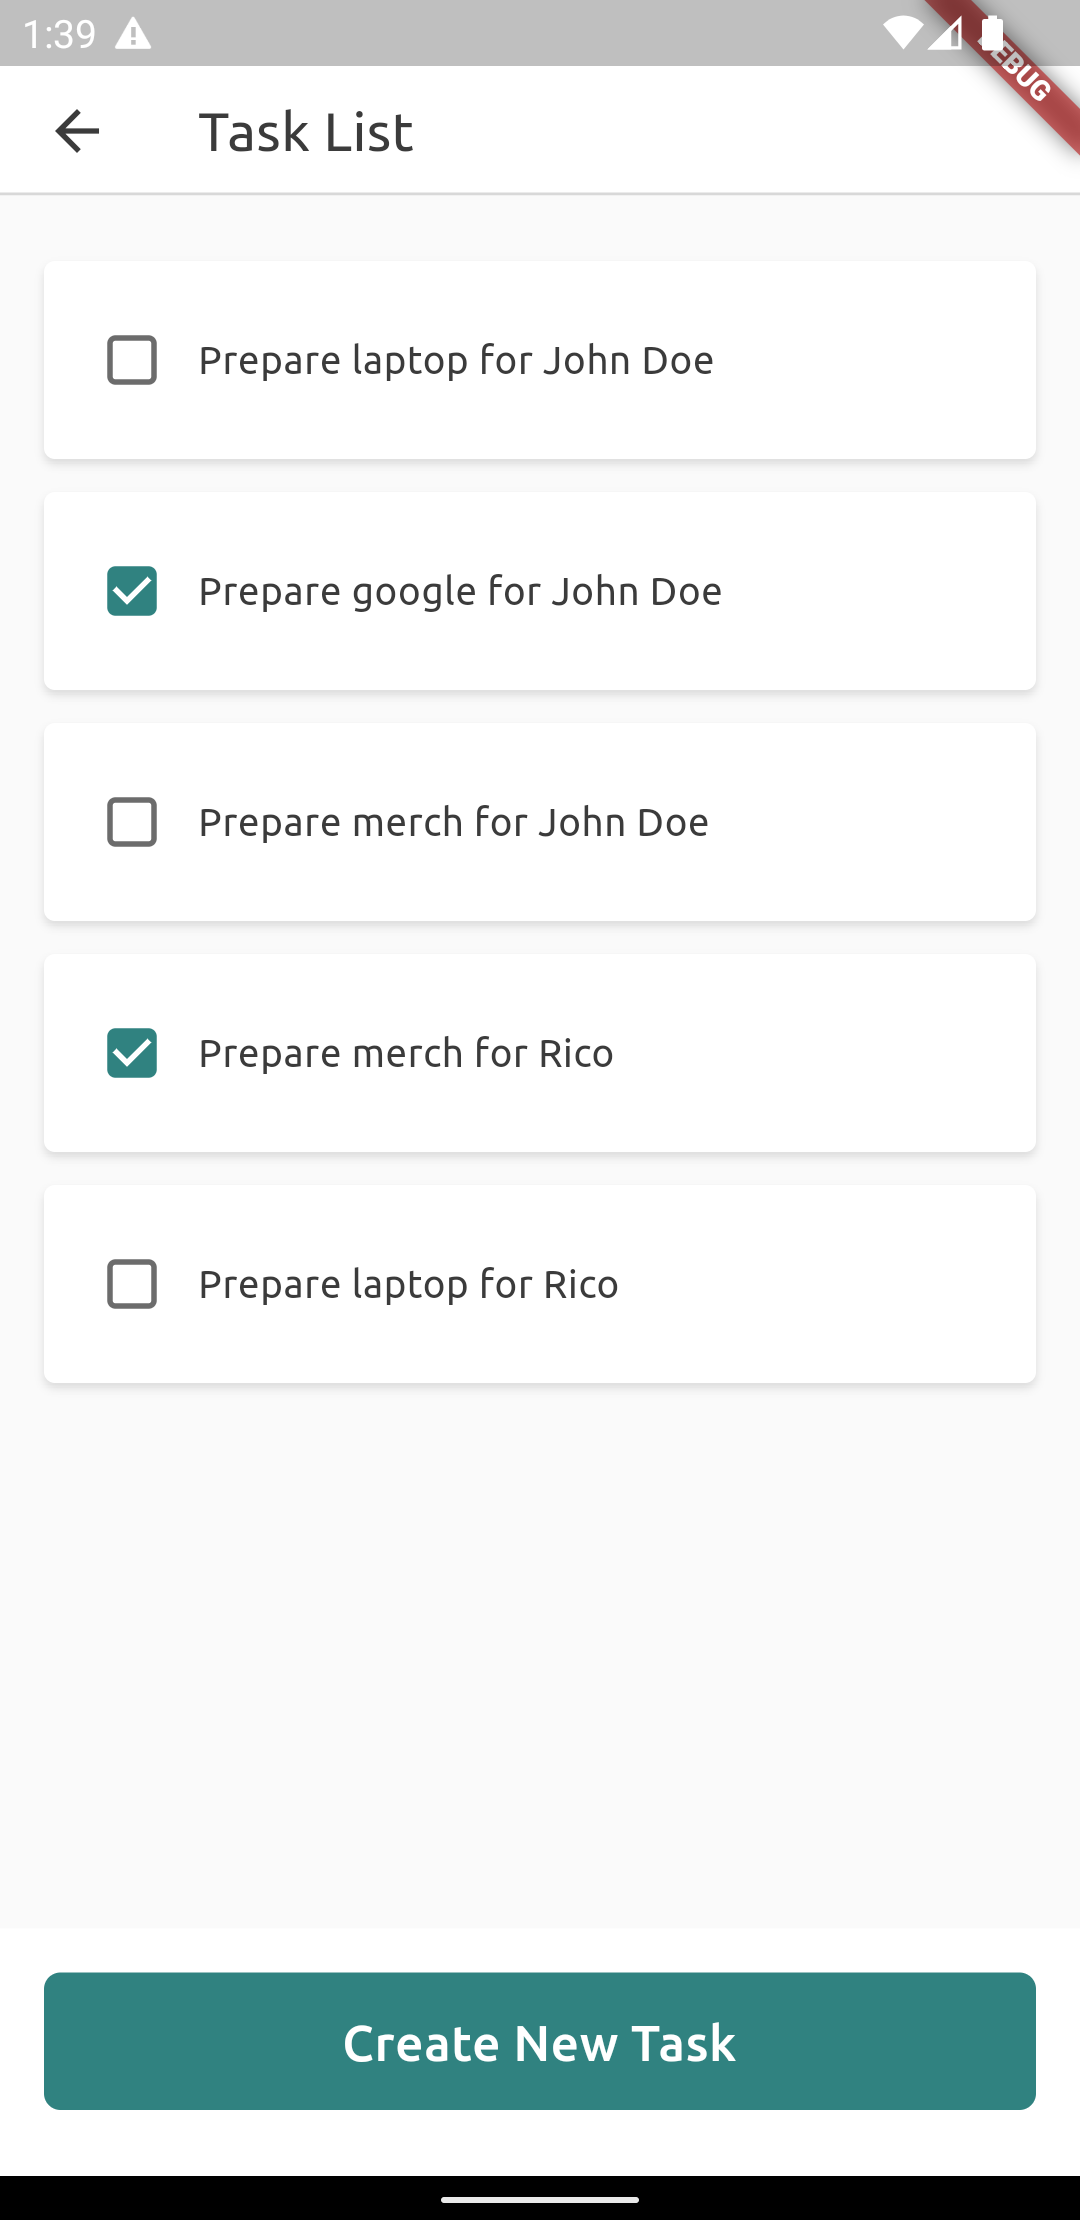 1:39
DEBUG
Task List
Prepare laptop for John Doe
Prepare google for John Doe
Prepare merch for John Doe
Prepare merch for Rico
Prepare laptop for Rico
Create New Task